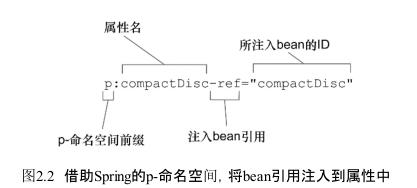 属性名
所注入bean的ID
p:compactDisc-ref="compactDisc"
p-命名空间前缀
注入bean引用
图2.2 借助Spring的p-命名空间，将bean引用注入到属性中